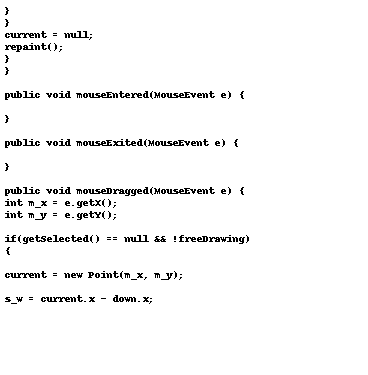 }
}
current = null;
repaint();
}
}
public void mouseEntered(MouseEvent e) {
}
public void mouseExited(MouseEvent e) {
}
public void mouseDragged(MouseEvent e) {
int m_x = e.getX();
int m_y = e.getY();
if(getSelected() == null && !freeDrawing)
{
current = new Point(m_x, m_y);
s_w = current.x - down.x;